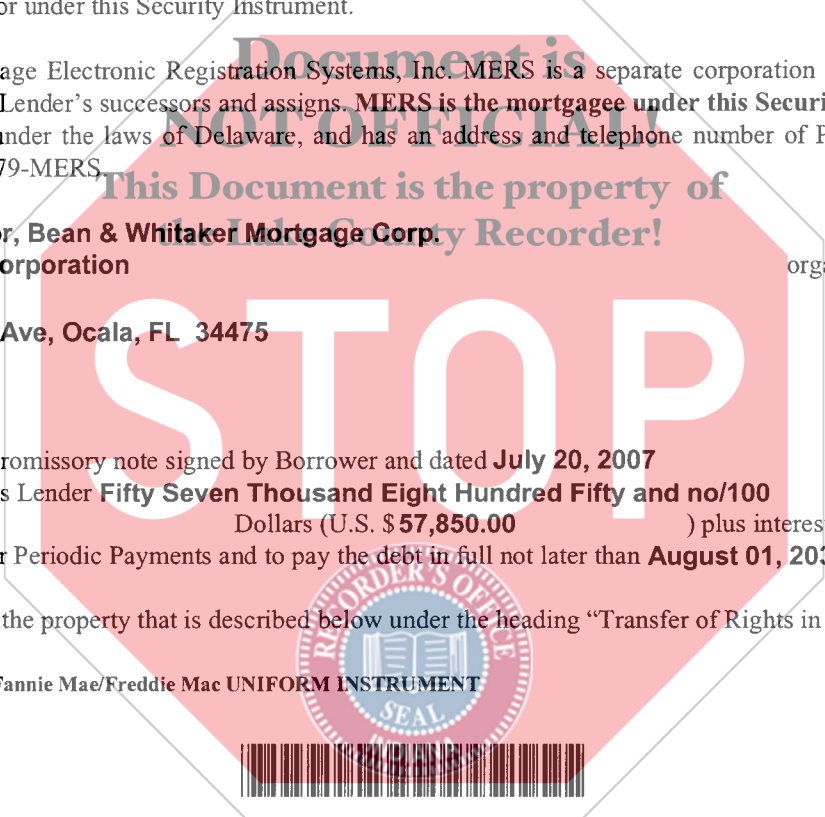 or under this Security Instrument.
Document is
age Electronic Registration Systems, Inc. MERS is a separate corporation
Lender's successors and assigns. MERS is the mortgagee under this Securi
NOT OFFICIAL!
nder the laws of Delaware, and has an address and telephone number of P
79-MERS.
This Document is the property of
the Lake County Recorder!
r, Bean & Whitaker Mortgage Corp.
orporation orga
Ave, Ocala, FL 34475
STOP
romissory note signed by Borrower and dated July 20, 2007
s Lender Fifty Seven Thousand Eight Hundred Fifty and no/100
Dollars (U.S. $ 57,850.00 ) plus interes
r Periodic Payments and to pay the debt in full not later than August 01, 203
RECORDER'S OFFICE
the property that is described below under the heading “Transfer of Rights in
Fannie Mae/Freddie Mac UNIFORM INSTRUMENT
SEAL
INDIANA